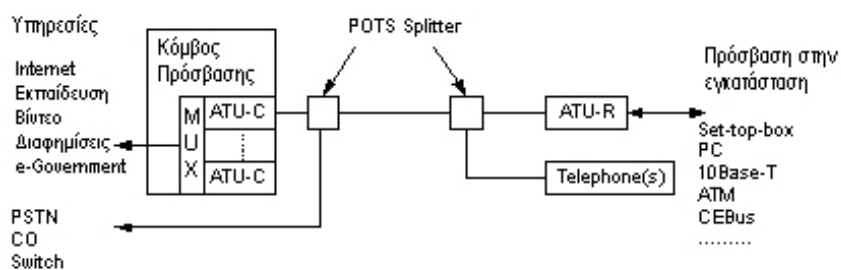 Υπηρεσίες
Internet
Εκπαίδευση
Βίντεο
Διαφημίσεις
e-Government
PSTN
CO
Switch
Κόμβος
Πρόσβασης
MUX
ATU-C
ATU-C
POTS Splitter
ATU-R
Telephone(s)
Πρόσβαση στην
εγκατάσταση
Set-top-box
PC
10Base-T
ATM
CEBus
.........